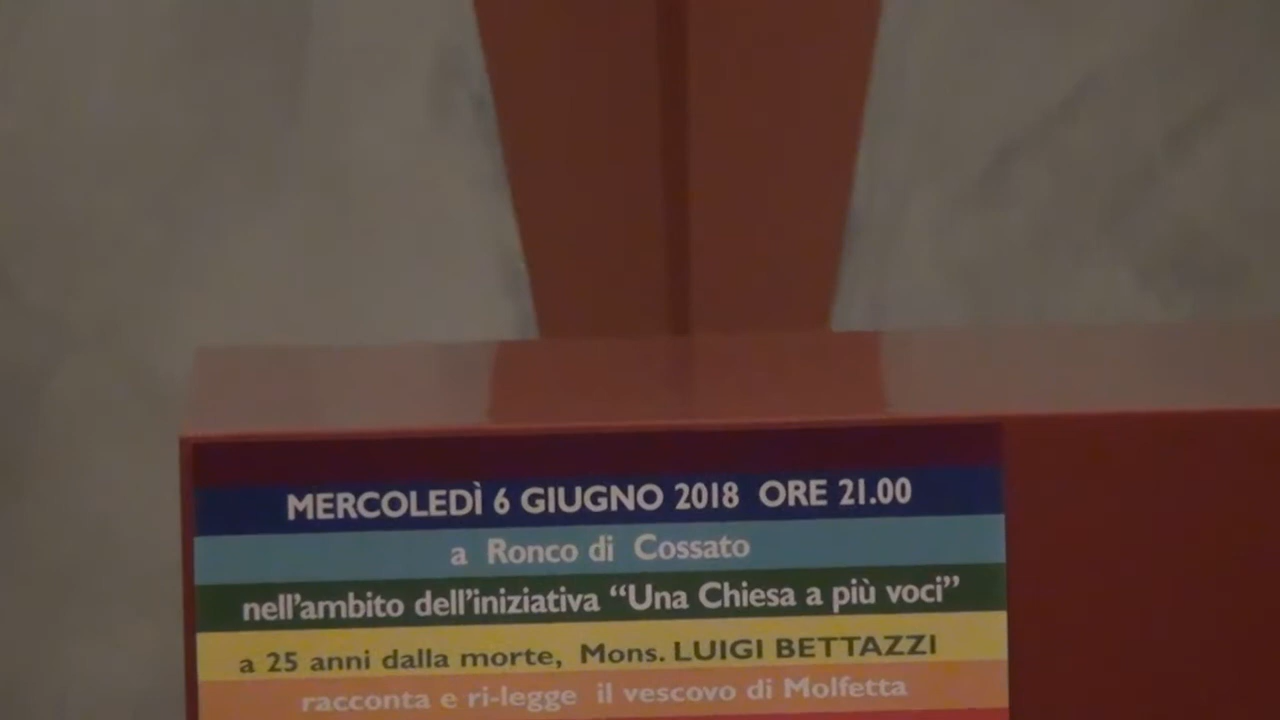 MERCOLEDÌ 6 GIUGNO 2018 ORE 21.00
a Ronco di Cossato
nell'ambito dell'iniziativa “Una Chiesa a più voci”
a 25 anni dalla morte, Mons. LUIGI BETTAZZI
racconta e ri-legge il vescovo di Molfetta